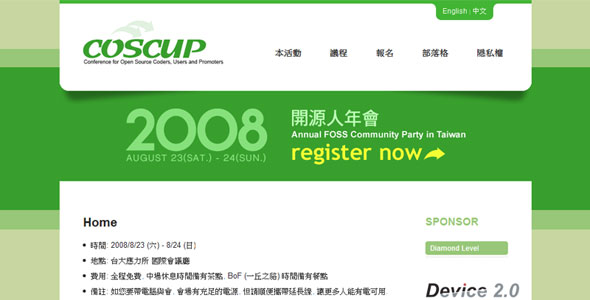 English | 中文
COSCUP
Conference for Open Source Coders, Users and Promoters
本活動 議程 報名 部落格 隱私權
2008
AUGUST 23(SAT.) - 24(SUN.)
開源人年會
Annual FOSS Community Party in Taiwan
register now
Home
時間: 2008/8/23 (六) - 8/24 (日)
地點: 台大應力所 國際會議廳
費用: 全程免費. 中場休息時間備有茶點. BoF (一丘之貉) 時間備有餐點
備註: 如您要帶電腦與會, 會場有充足的電源. 但請順便攜帶延長線, 讓更多人能有電可用.
SPONSOR
Diamond Level
Device 2.0